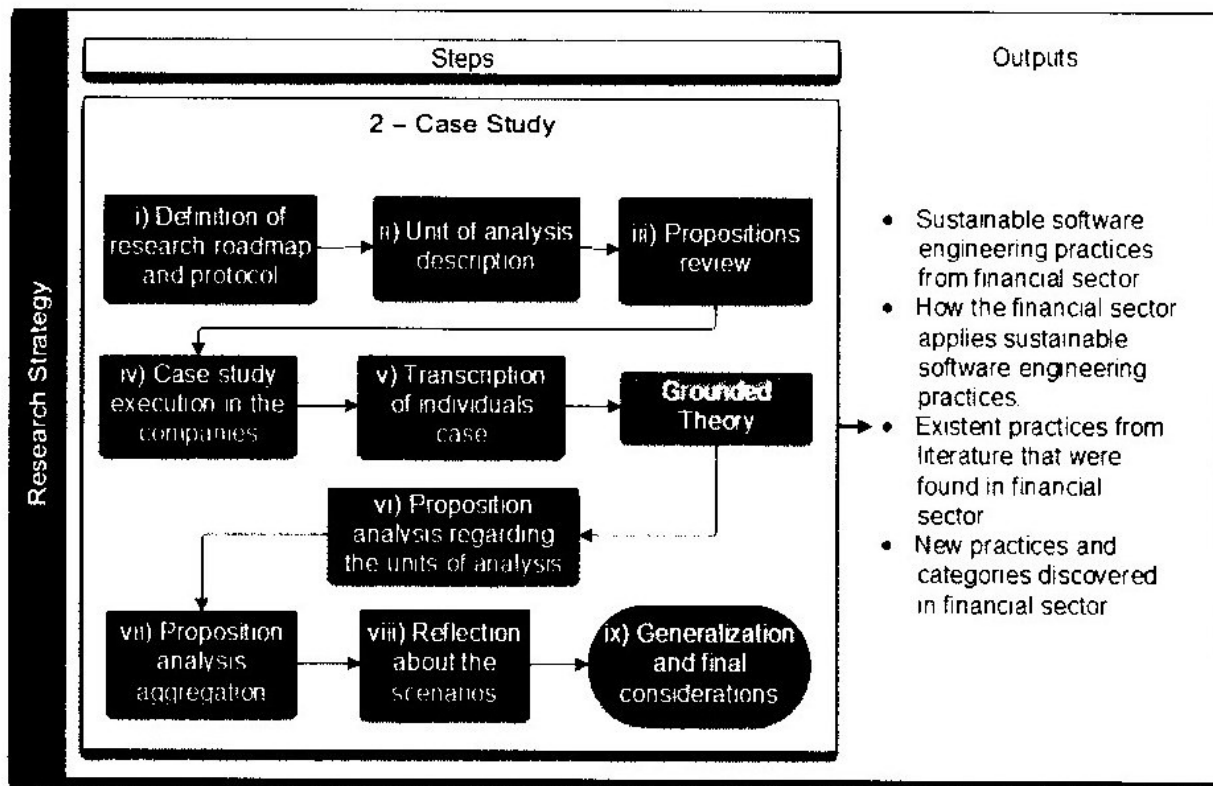 Steps
Outputs
Research Strategy
2 – Case Study
i) Definition of
research roadmap
and protocol
ii) Unit of analysis
description
iii) Propositions
review
iv) Case study
execution in the
companies
v) Transcription
of individuals
case
Grounded
Theory
vi) Proposition
analysis regarding
the units of analysis
vii) Proposition
analysis
aggregation
viii) Reflection
about the
scenarios
ix) Generalization
and final
considerations
• Sustainable software
engineering practices
from financial sector
• How the financial sector
applies sustainable
software engineering
practices.
• Existent practices from
literature that were
found in financial
sector
• New practices and
categories discovered
in financial sector